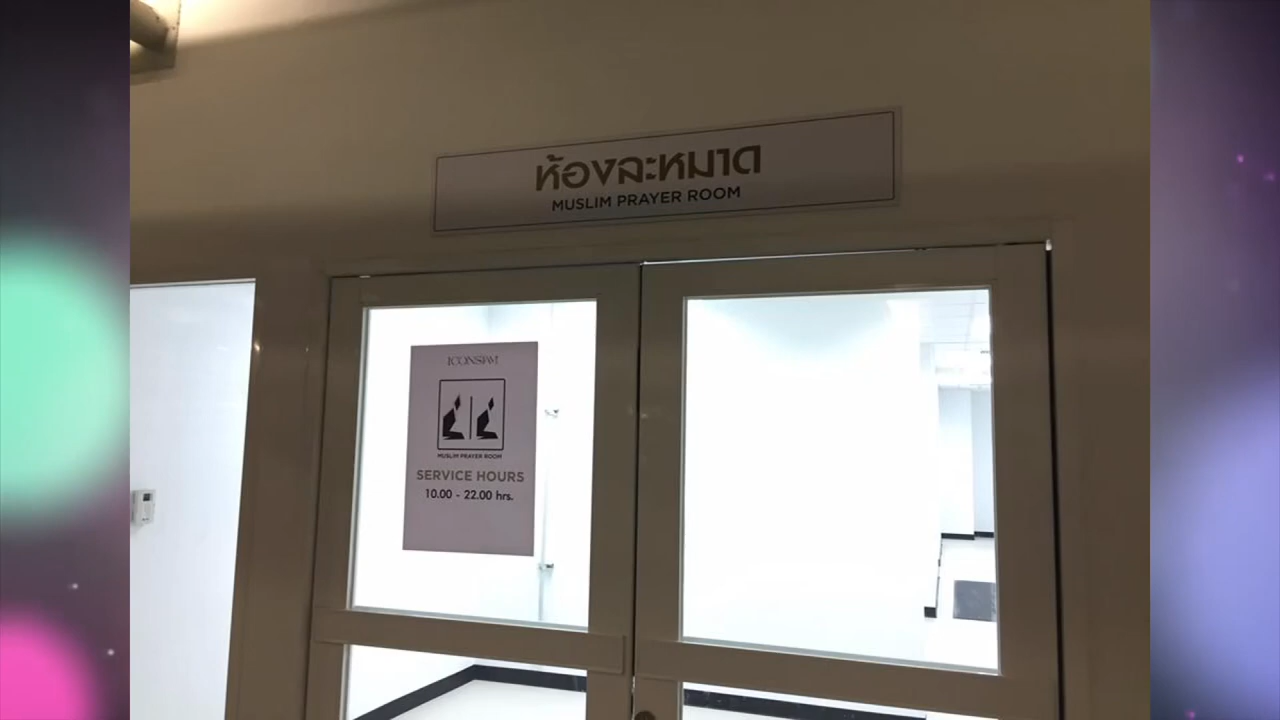 ห้องละหมาด
MUSLIM PRAYER ROOM
ICONSIAM
MUSLIM PRAYER ROOM
SERVICE HOURS
10.00 - 22.00 hrs.